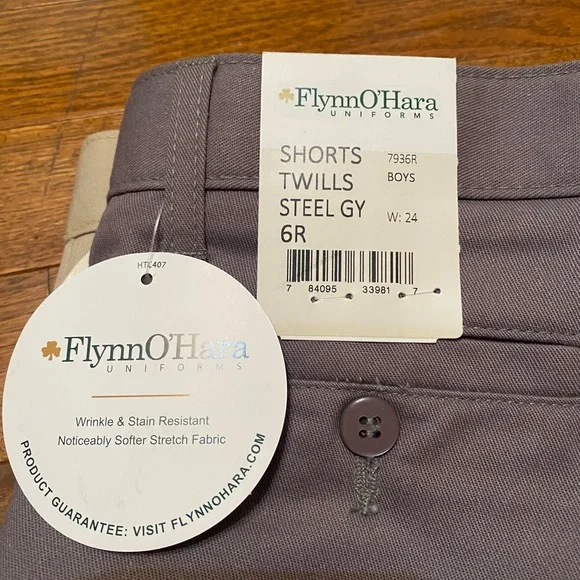 FlynnO'Hara
UNIFORMS
SHORTS 7936R
TWILLS BOYS
STEEL GY W: 24
6R
7 84095 33981 7
HTL407
FlynnO'Hara
UNIFORMS
Wrinkle & Stain Resistant
Noticeably Softer Stretch Fabric
PRODUCT GUARANTEE: VISIT FLYNNOHARA.COM